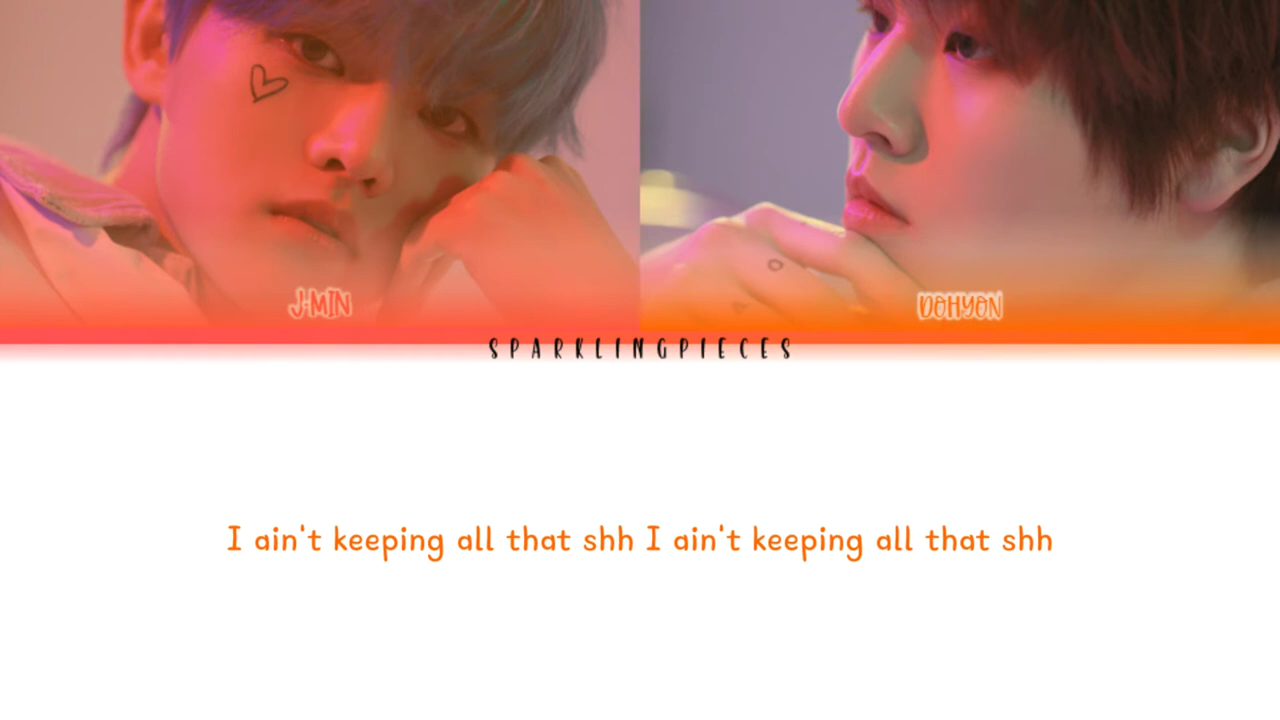 J-MIN
DOHYON
SPARKLINGPIECES
I ain't keeping all that shh I ain't keeping all that shh